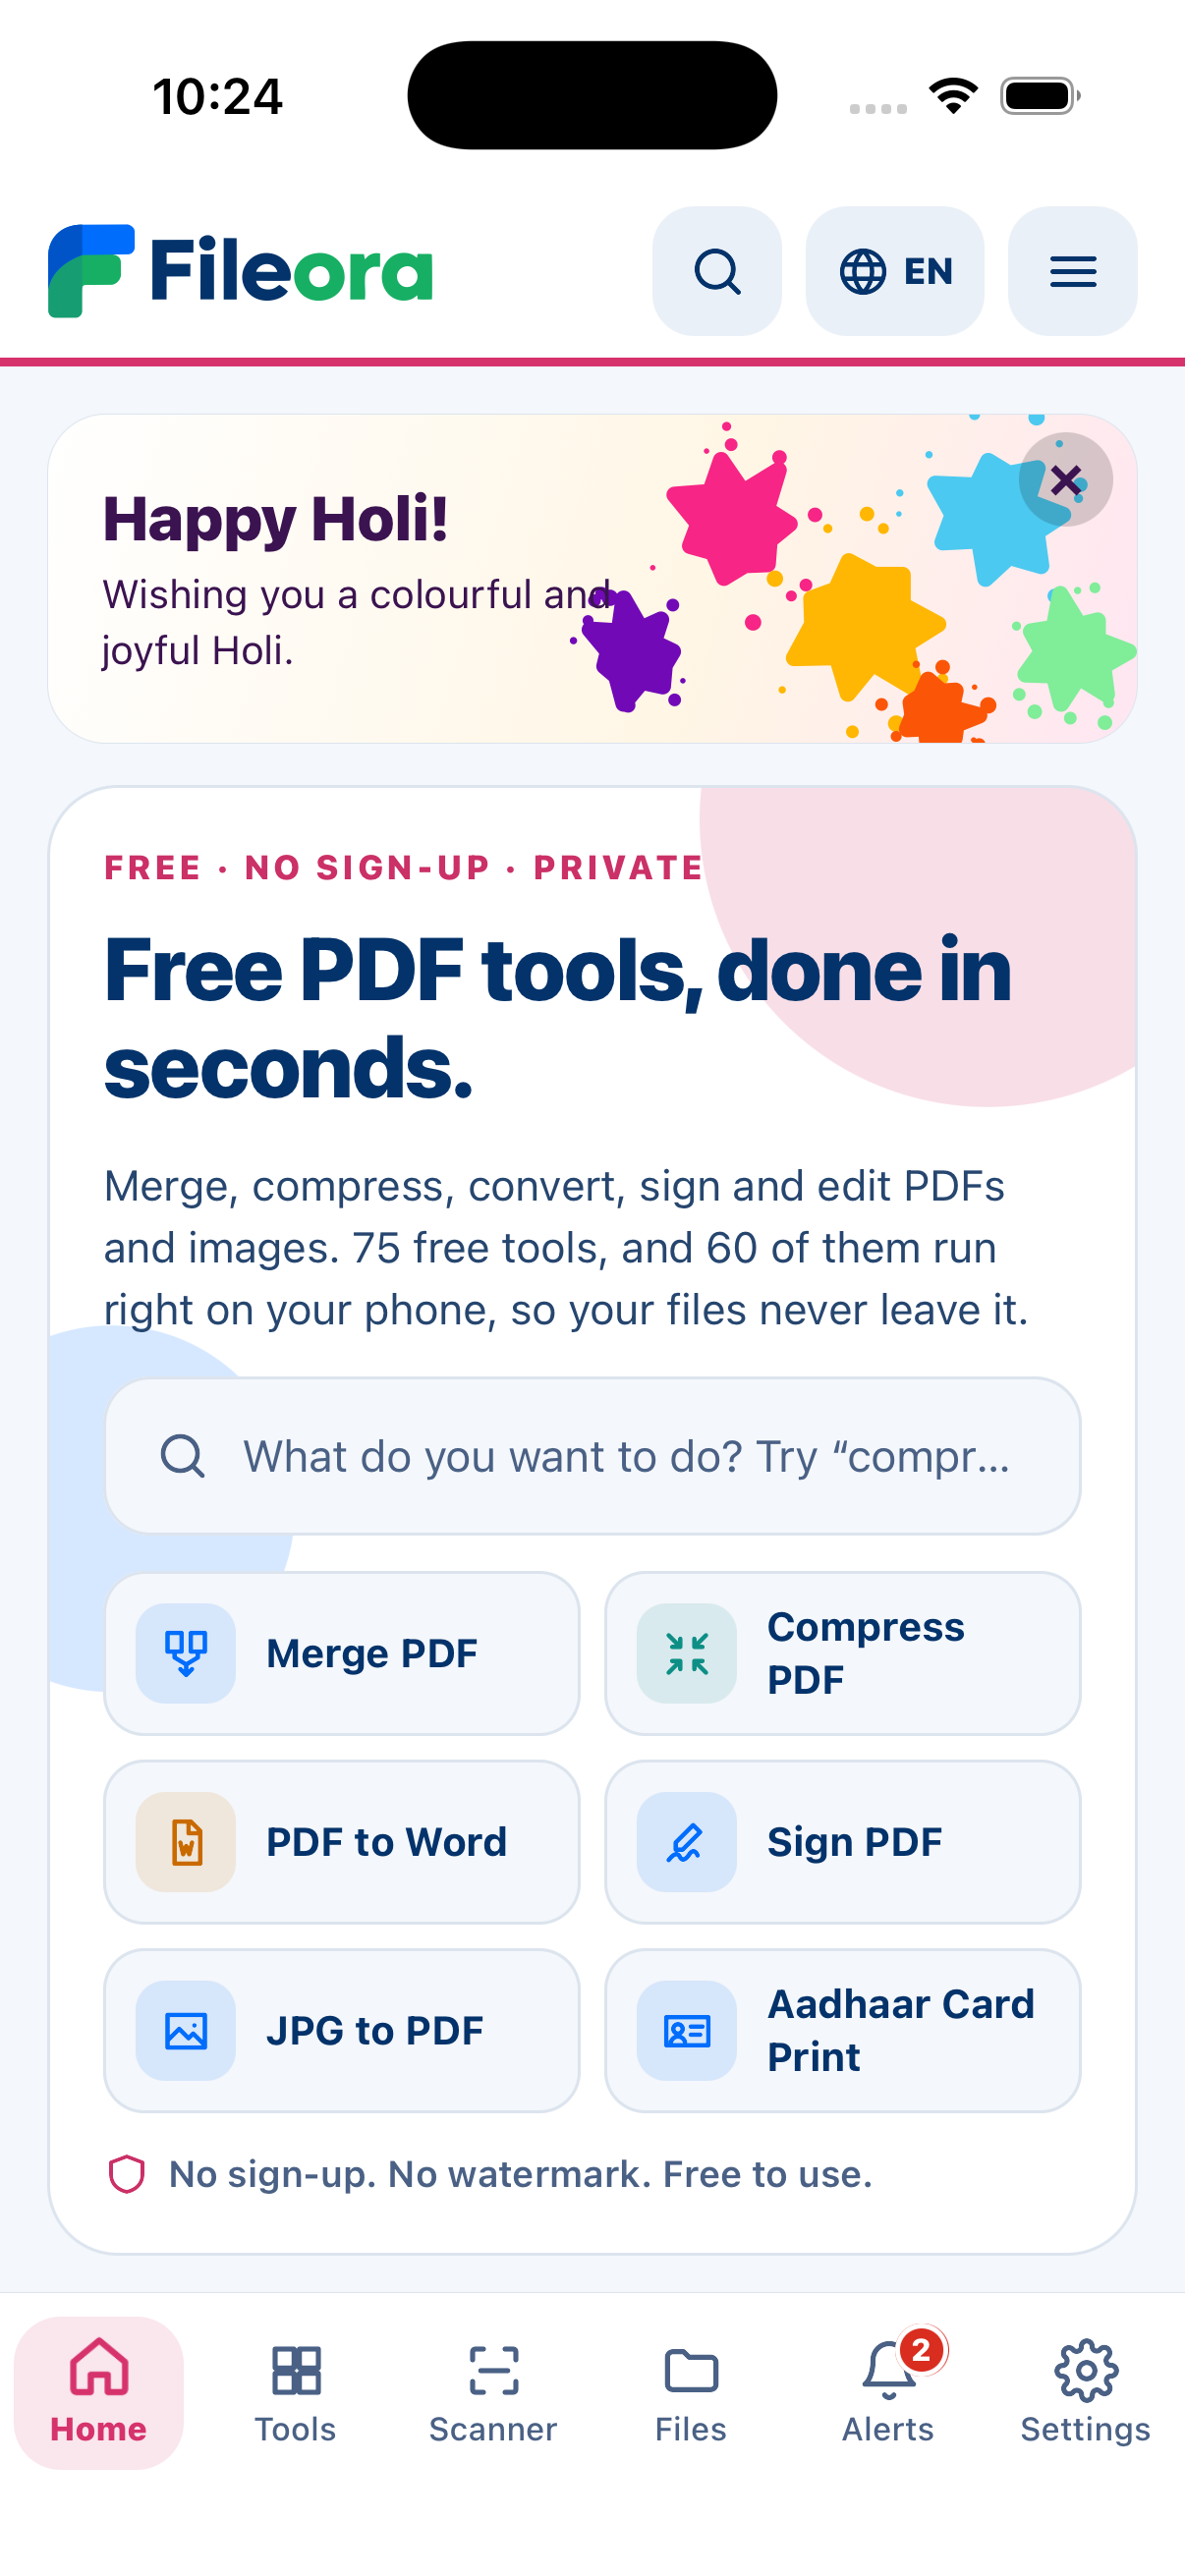 10:24
Fileora
EN
Happy Holi!
Wishing you a colourful and
joyful Holi.
FREE · NO SIGN-UP · PRIVATE
Free PDF tools, done in
seconds.
Merge, compress, convert, sign and edit PDFs
and images. 75 free tools, and 60 of them run
right on your phone, so your files never leave it.
What do you want to do? Try “compr...
Merge PDF
Compress
PDF
PDF to Word
Sign PDF
JPG to PDF
Aadhaar Card
Print
No sign-up. No watermark. Free to use.
2
Home
Tools
Scanner
Files
Alerts
Settings